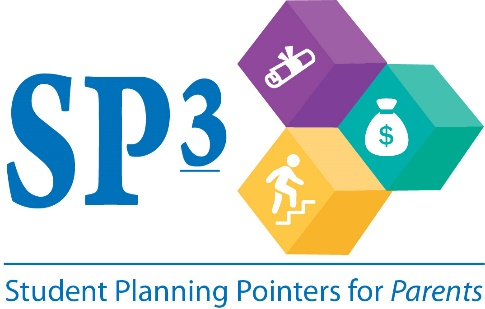 SP3
$
Student Planning Pointers for Parents